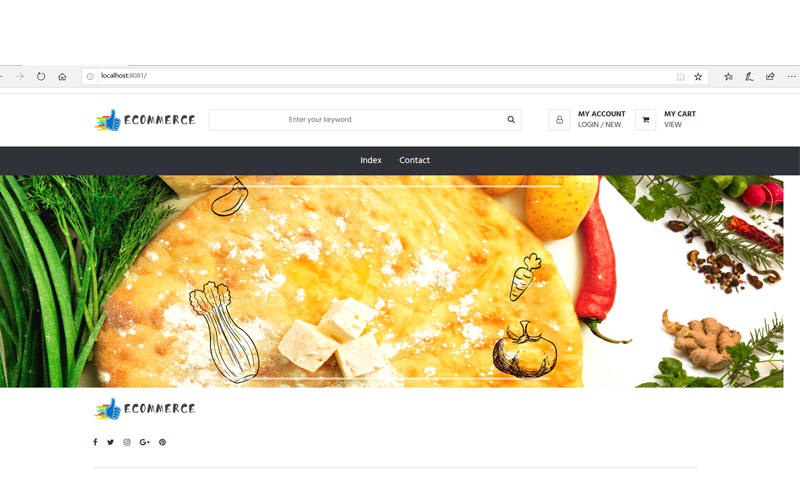 localhost:8081/
ECOMMERCE
Enter your keyword
MY ACCOUNT
LOGIN / NEW
MY CART
VIEW
Index
Contact
ECOMMERCE